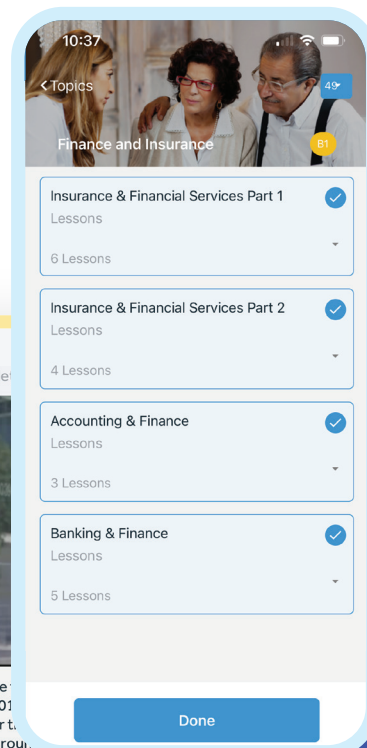 10:37
Topics
49
Finance and Insurance
B1
Insurance & Financial Services Part 1
Lessons
6 Lessons
Insurance & Financial Services Part 2
Lessons
4 Lessons
Accounting & Finance
Lessons
3 Lessons
Banking & Finance
Lessons
5 Lessons
Done